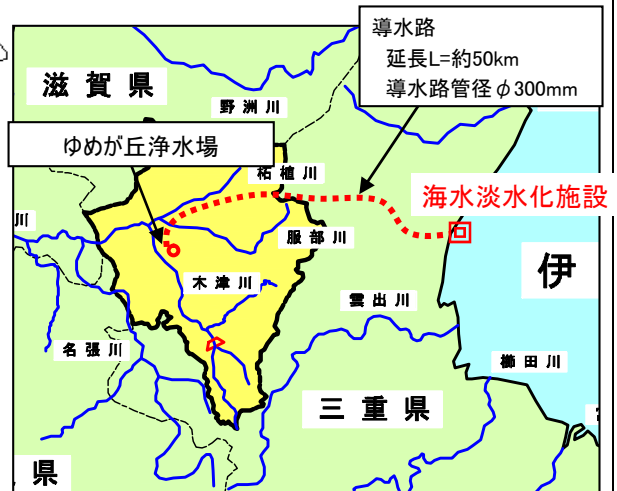 導水路
延長L=約50km
導水路管径φ300mm
滋賀県
野洲川
ゆめが丘浄水場
柘植川
海水淡水化施設
川
服部川
伊
木津川
雲出川
名張川
櫛田川
三重県
県